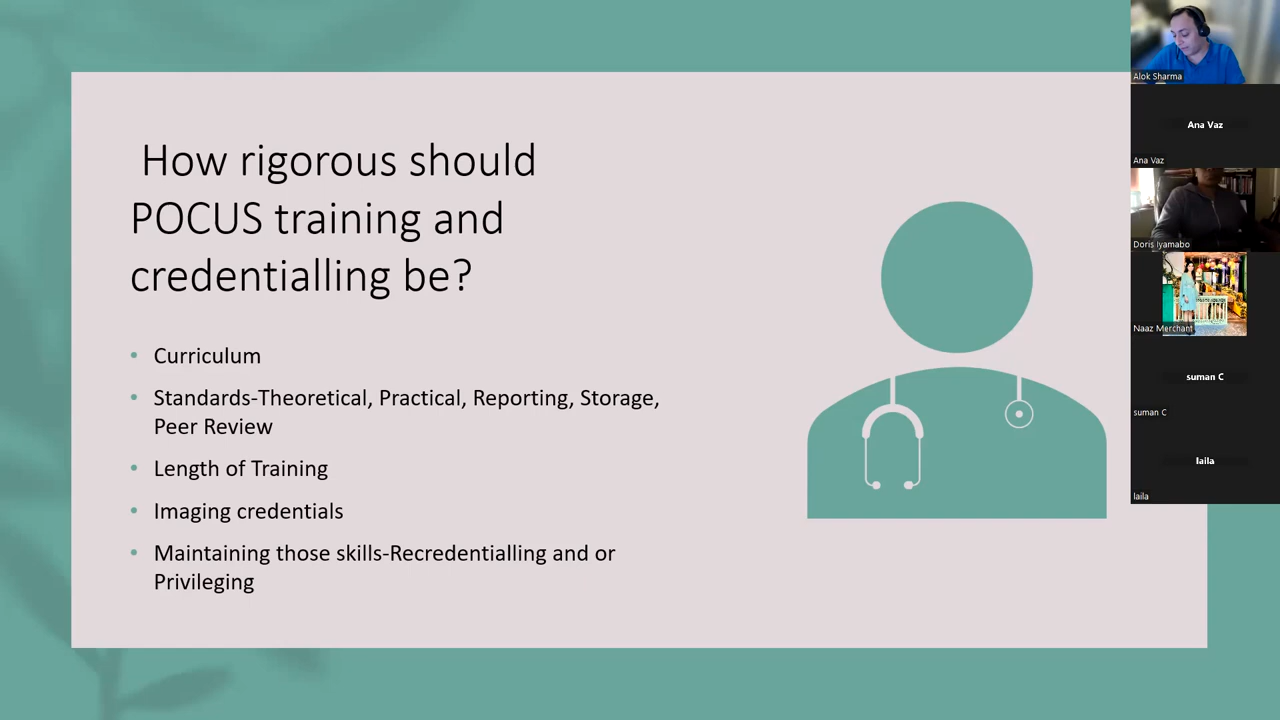 How rigorous should
POCUS training and
credentialling be?
• Curriculum
• Standards-Theoretical, Practical, Reporting, Storage,
Peer Review
• Length of Training
• Imaging credentials
• Maintaining those skills-Recredentialling and or
Privileging
Alok Sharma
Ana Vaz
Ana Vaz
Doris Iyamabo
Naaz Merchant
suman C
suman C
laila
laila